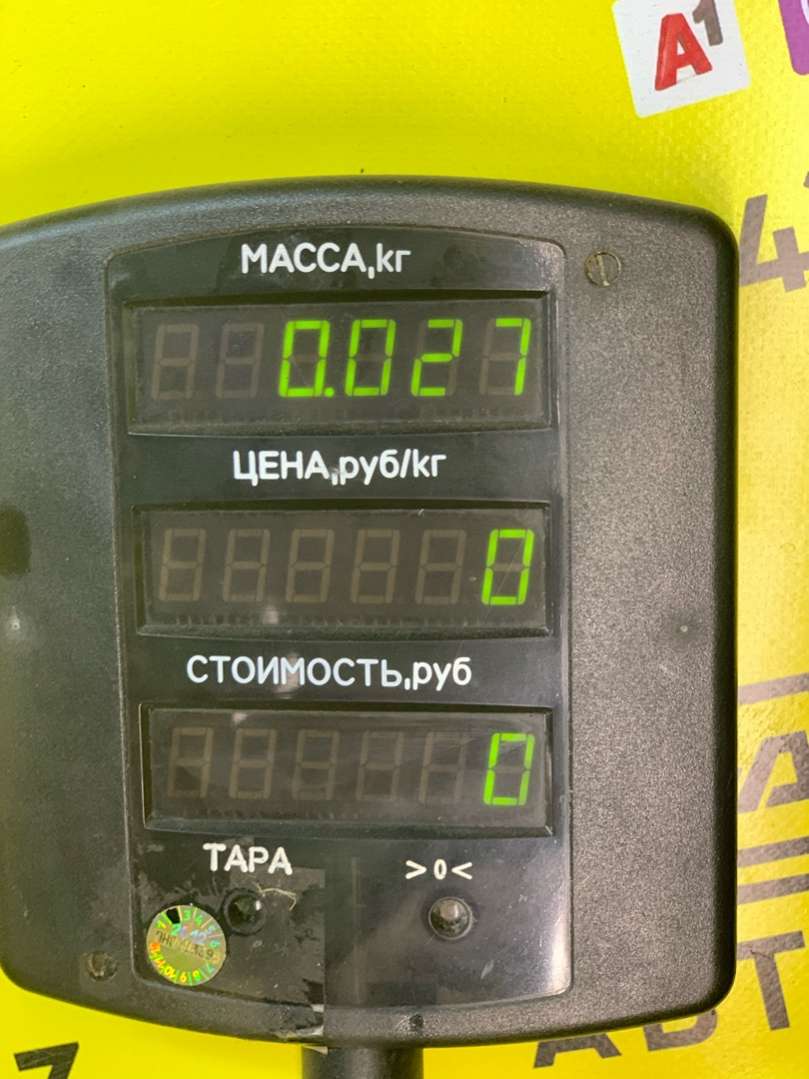 A1
МАССА,кг
0.027
ЦЕНА,руб/кг
0
СТОИМОСТЬ,руб
0
ТАРА >0<